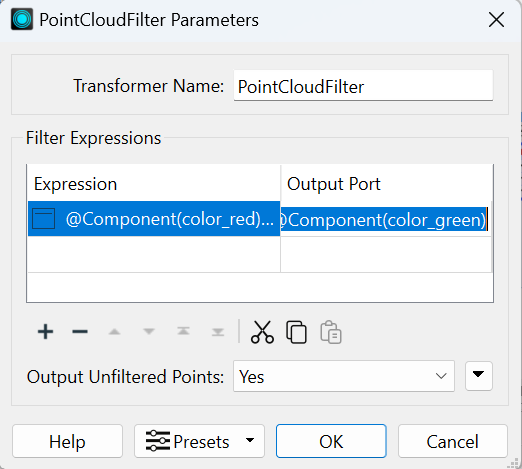 PointCloudFilter Parameters
Transformer Name: PointCloudFilter
Filter Expressions
Expression Output Port
@Component(color_red)... @Component(color_green)
Output Unfiltered Points: Yes
Help Presets OK Cancel